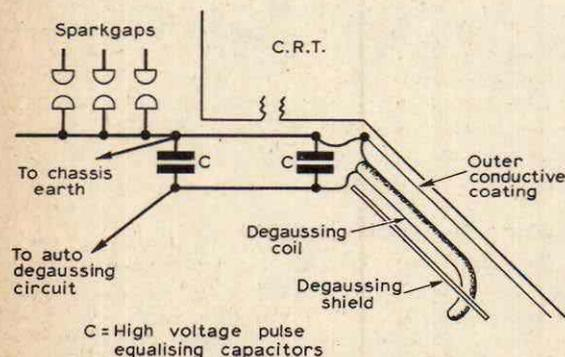 Sparkgaps
C.R.T.
To chassis
earth
C
C
Outer
conductive
coating
To auto
degaussing
circuit
Degaussing
coil
Degaussing
shield
C = High voltage pulse
equalising capacitors